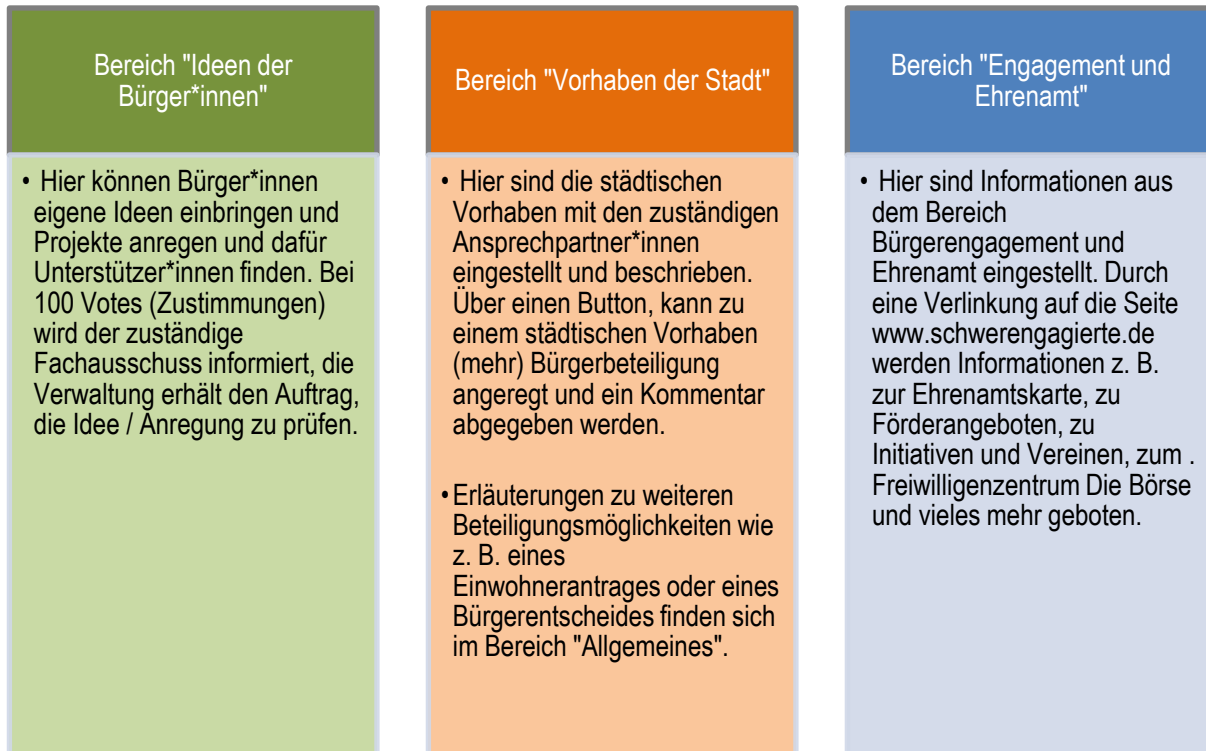 Bereich "Ideen der
Bürger*innen"
• Hier können Bürger*innen
eigene Ideen einbringen und
Projekte anregen und dafür
Unterstützer*innen finden. Bei
100 Votes (Zustimmungen)
wird der zuständige
Fachausschuss informiert, die
Verwaltung erhält den Auftrag,
die Idee / Anregung zu prüfen.
Bereich "Vorhaben der Stadt"
• Hier sind die städtischen
Vorhaben mit den zuständigen
Ansprechpartner*innen
eingestellt und beschrieben.
Über einen Button, kann zu
einem städtischen Vorhaben
(mehr) Bürgerbeteiligung
angeregt und ein Kommentar
abgegeben werden.
• Erläuterungen zu weiteren
Beteiligungsmöglichkeiten wie
z. B. eines
Einwohnerantrages oder eines
Bürgerentscheides finden sich
im Bereich "Allgemeines".
Bereich "Engagement und
Ehrenamt"
• Hier sind Informationen aus
dem Bereich
Bürgerengagement und
Ehrenamt eingestellt. Durch
eine Verlinkung auf die Seite
www.schwerengagierte.de
werden Informationen z. B.
zur Ehrenamtskarte, zu
Förderangeboten, zu
Initiativen und Vereinen, zum .
Freiwilligenzentrum Die Börse
und vieles mehr geboten.